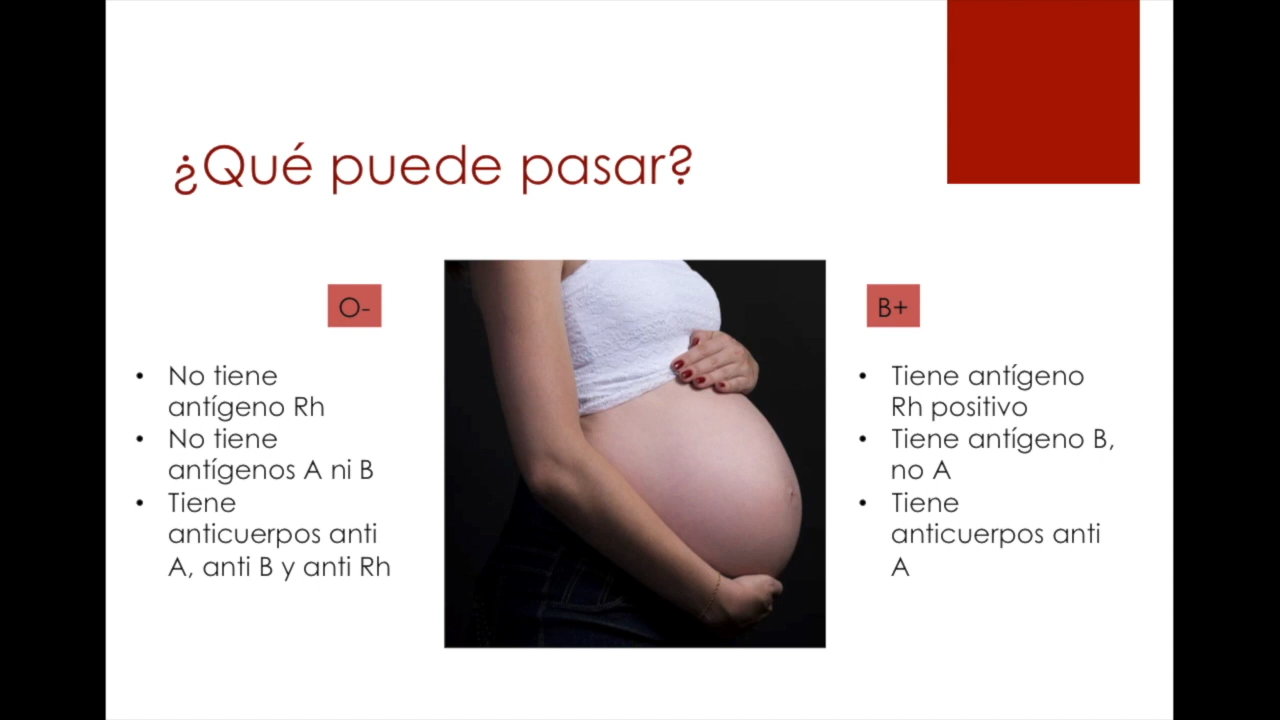 ¿Qué puede pasar?
O-
• No tiene
antígeno Rh
• No tiene
antígenos A ni B
• Tiene
anticuerpos anti
A, anti B y anti Rh
B+
• Tiene antígeno
Rh positivo
• Tiene antígeno B,
no A
• Tiene
anticuerpos anti
A